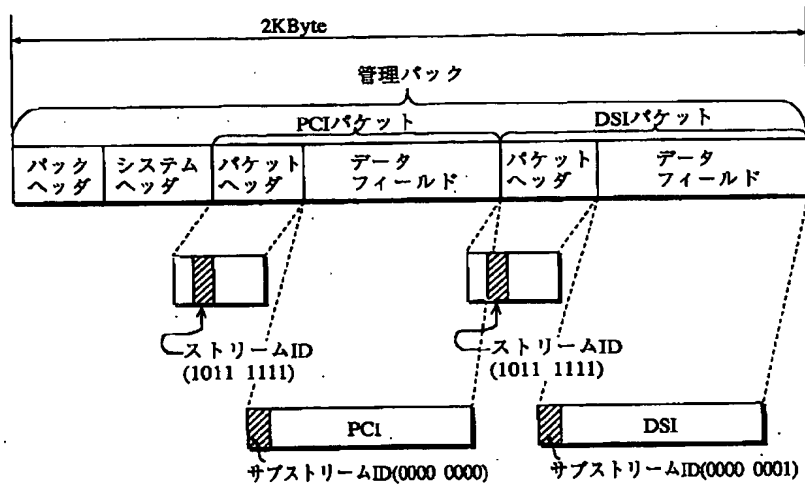 2KByte
管理パック
PCIパケット
DSIパケット
パック
ヘッダ
システム
ヘッダ
パケット
ヘッダ
データ
フィールド
パケット
ヘッダ
データ
フィールド
ストリームID
(1011 1111)
ストリームID
(1011 1111)
PCI
DSI
サブストリームID(0000 0000)
サブストリームID(0000 0001)